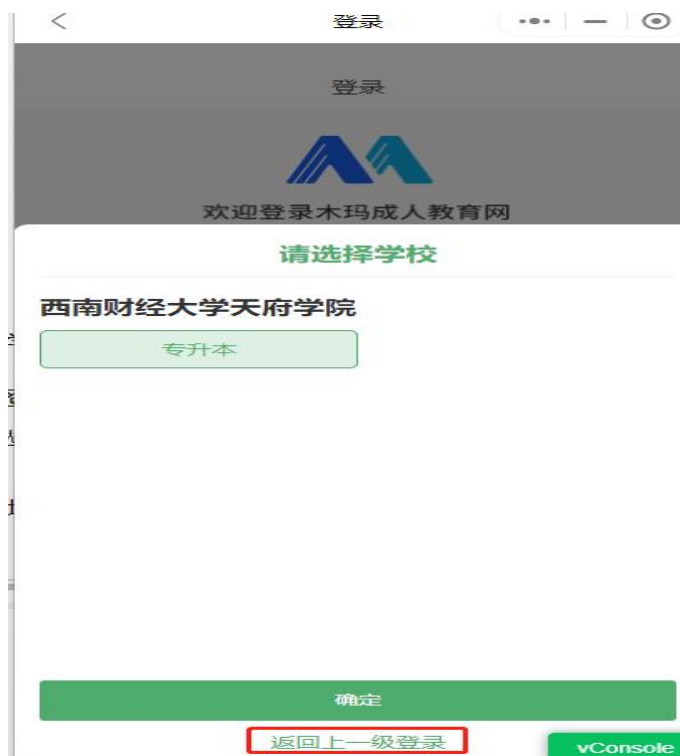 登录
登录
欢迎登录木玛成人教育网
请选择学校
西南财经大学天府学院
专升本
确定
返回上一级登录
vConsole